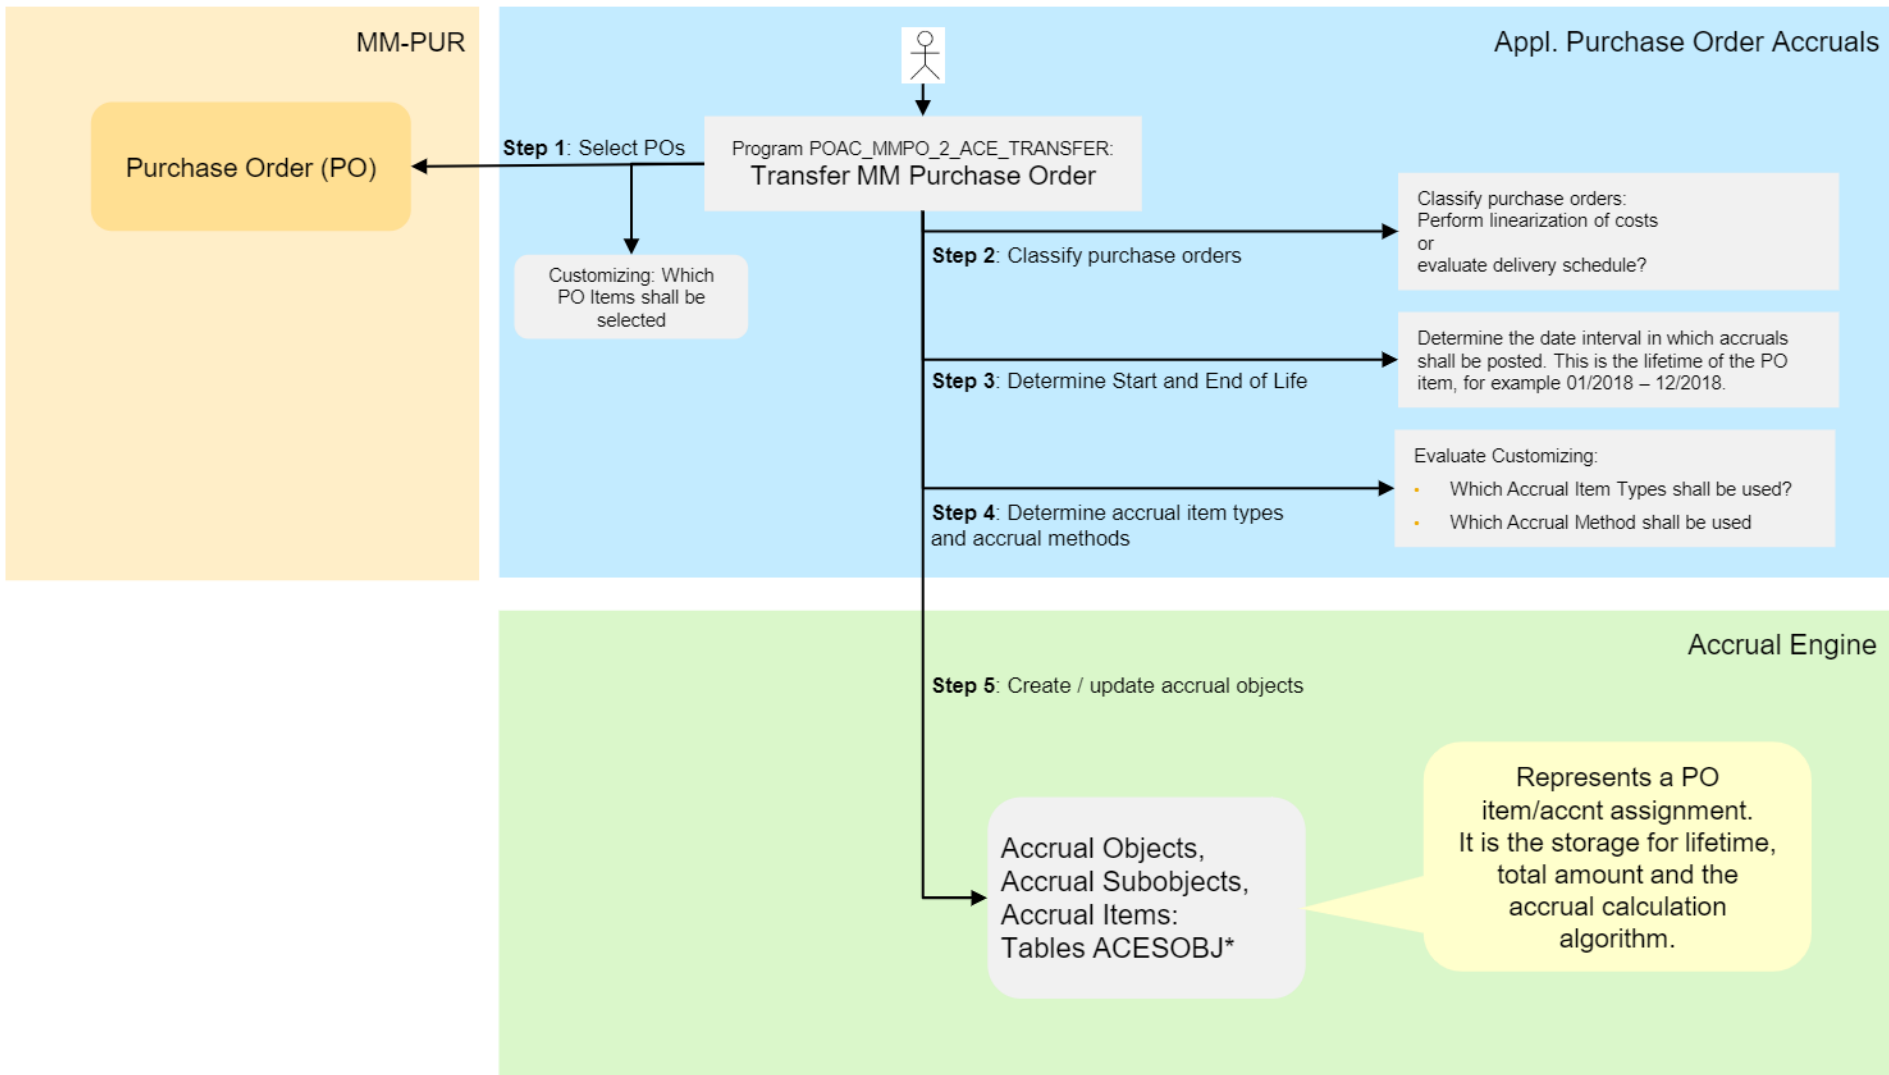 MM-PUR
Purchase Order (PO)
Appl. Purchase Order Accruals
Step 1: Select POs
Program POAC_MMPO_2_ACE_TRANSFER:
Transfer MM Purchase Order
Customizing: Which
PO Items shall be
selected
Step 2: Classify purchase orders
Classify purchase orders:
Perform linearization of costs
or
evaluate delivery schedule?
Step 3: Determine Start and End of Life
Determine the date interval in which accruals
shall be posted. This is the lifetime of the PO
item, for example 01/2018 – 12/2018.
Step 4: Determine accrual item types
and accrual methods
Evaluate Customizing:
• Which Accrual Item Types shall be used?
• Which Accrual Method shall be used
Accrual Engine
Step 5: Create / update accrual objects
Accrual Objects,
Accrual Subobjects,
Accrual Items:
Tables ACESOBJ*
Represents a PO
item/accnt assignment.
It is the storage for lifetime,
total amount and the
accrual calculation
algorithm.